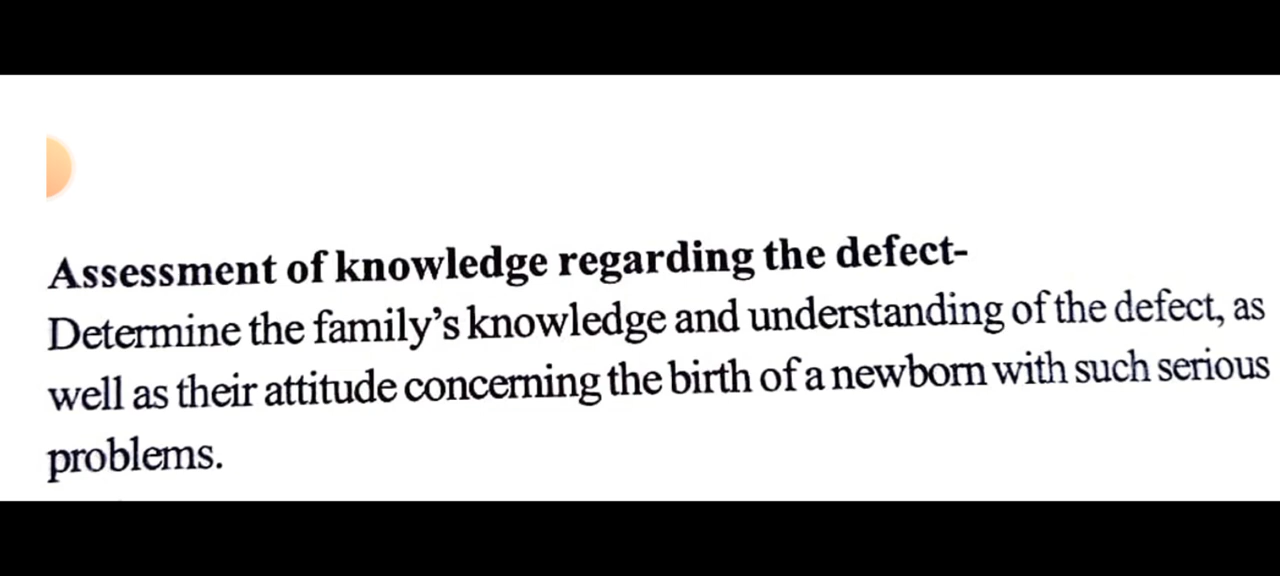 Assessment of knowledge regarding the defect-
Determine the family's knowledge and understanding of the defect, as
well as their attitude concerning the birth of a newborn with such serious
problems.